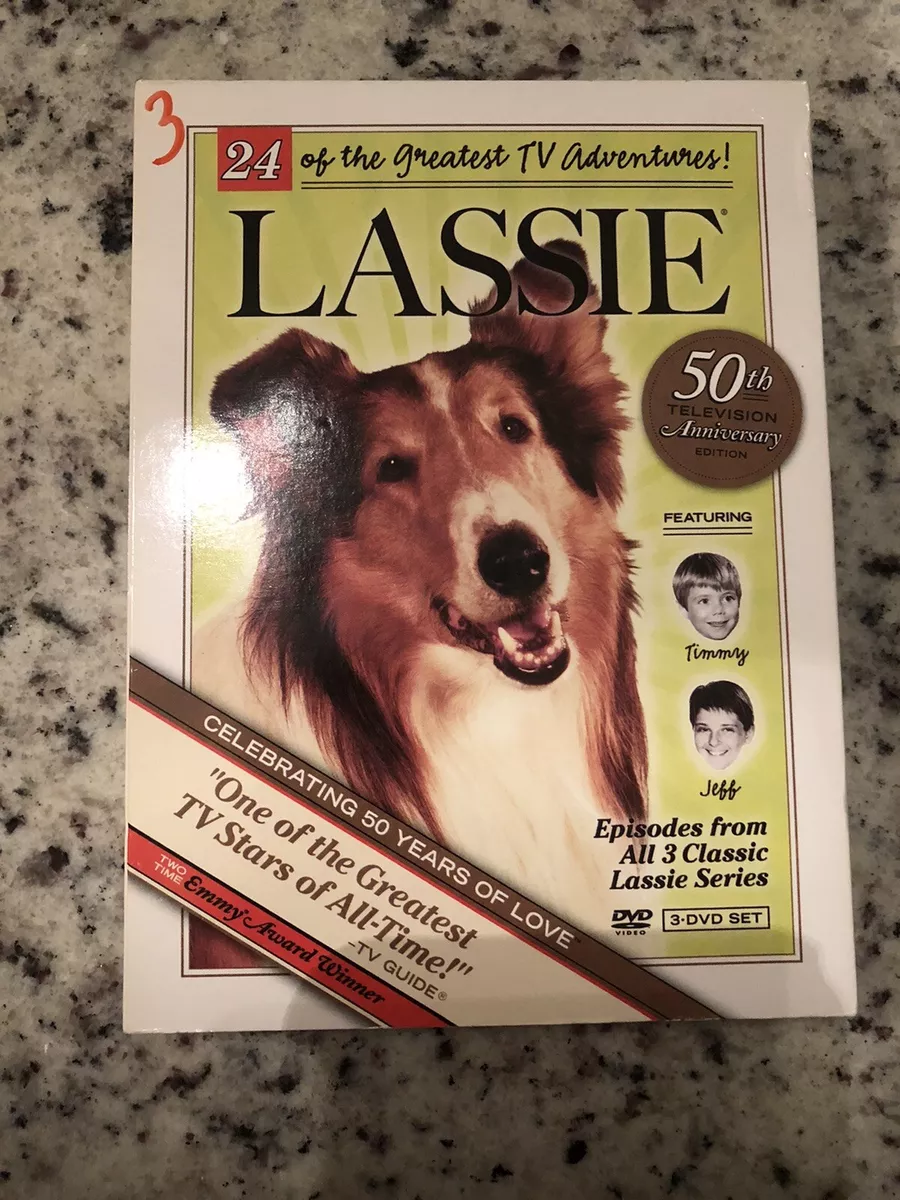 3
24 of the Greatest TV Adventures!
LASSIE®
50th
TELEVISION
Anniversary
EDITION
FEATURING
Timmy
Jeff
CELEBRATING 50 YEARS OF LOVE™
"One of the Greatest
TV Stars of All-Time!"
-TV GUIDE®
TWO
TIME
Emmy Award Winner
Episodes from
All 3 Classic
Lassie Series
DVD
VIDEO
3-DVD SET